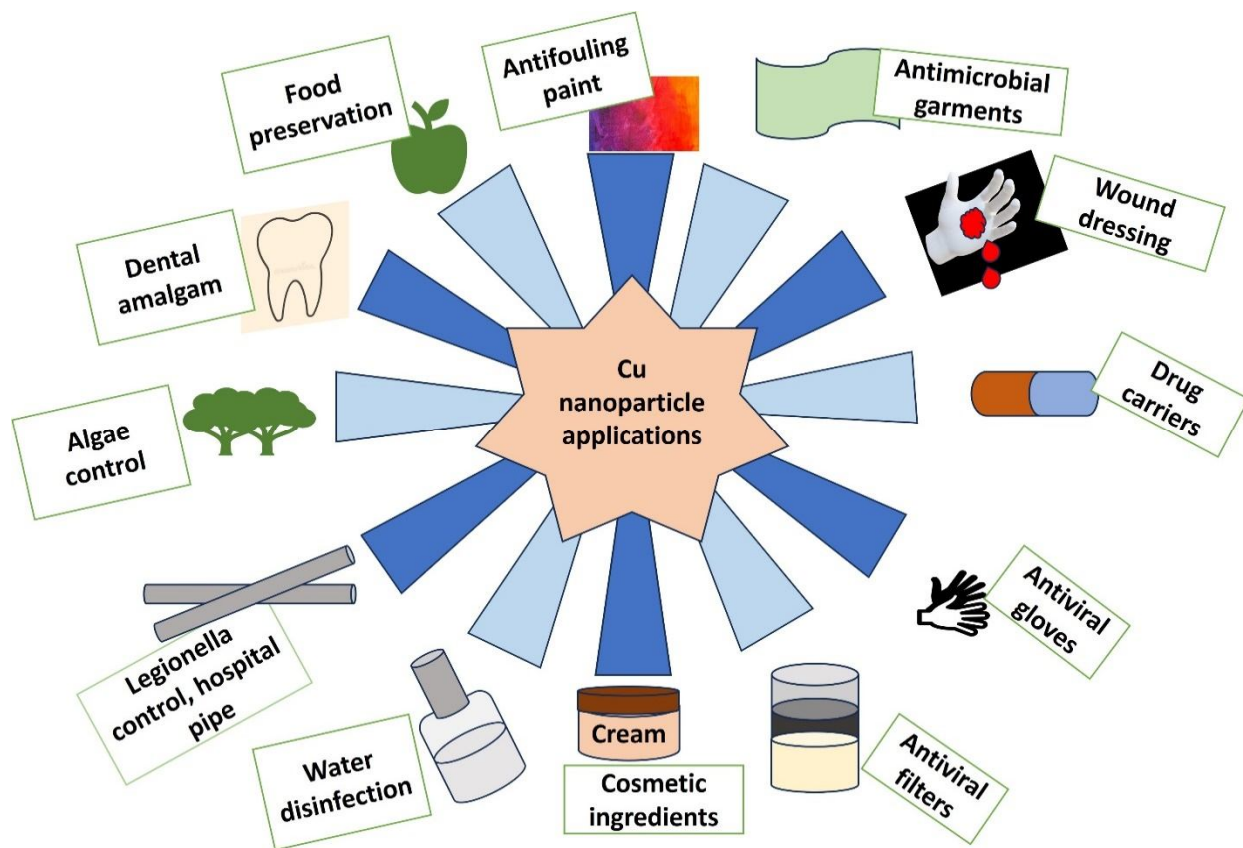 Antifouling
paint
Antimicrobial
garments
Wound
dressing
Drug
carriers
Antiviral
gloves
Antiviral
filters
Cream
Cosmetic
ingredients
Water
disinfection
Legionella
control, hospital
pipe
Algae
control
Dental
amalgam
Food
preservation
Cu
nanoparticle
applications